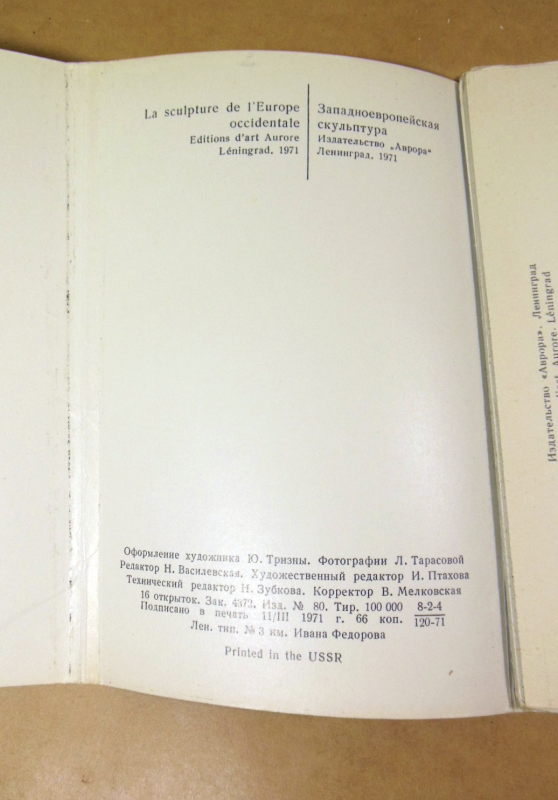 La sculpture de l'Europe
occidentale
Editions d'art Aurore
Léningrad, 1971
Западноевропейская
скульптура
Издательство „Аврора“
Ленинград, 1971
Оформление художника Ю. Тризны. Фотографии Л. Тарасовой
Редактор Н. Василевская. Художественный редактор И. Птахова
Технический редактор Н. Зубкова. Корректор В. Мелковская
16 открыток. Зак. 4372. Изд. № 80. Тир. 100 000 8-2-4
Подписано в печать 11/III 1971 г. 66 коп. 120-71
Лен. тип. № 3 им. Ивана Федорова
Printed in the USSR
Издательство «Аврора». Ленинград
Aurore. Léningrad